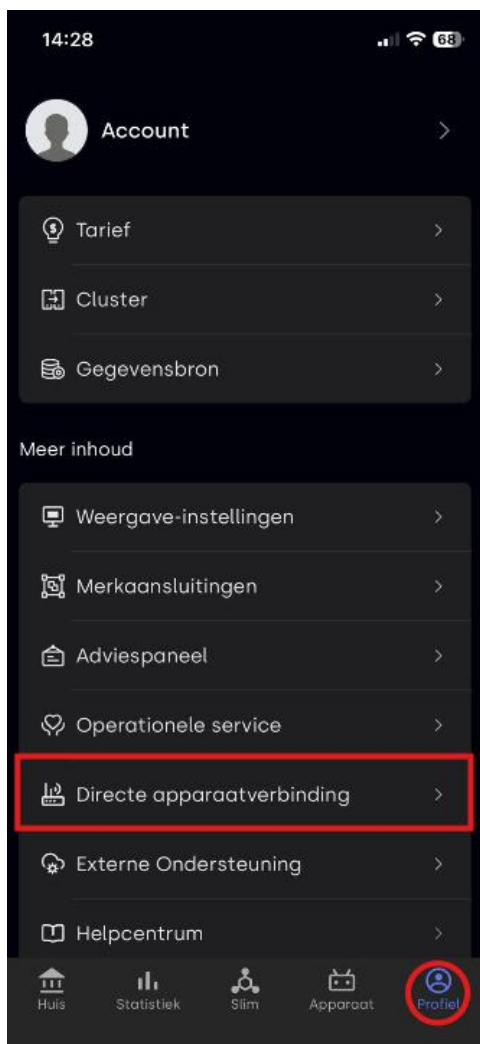 14:28
68
Account
Tarief
Cluster
Gegevensbron
Meer inhoud
Weergave-instellingen
Merkaansluitingen
Adviespaneel
Operationele service
Directe apparaatverbinding
Externe Ondersteuning
Helpcentrum
Huis Statistiek Slim Apparaat Profiel